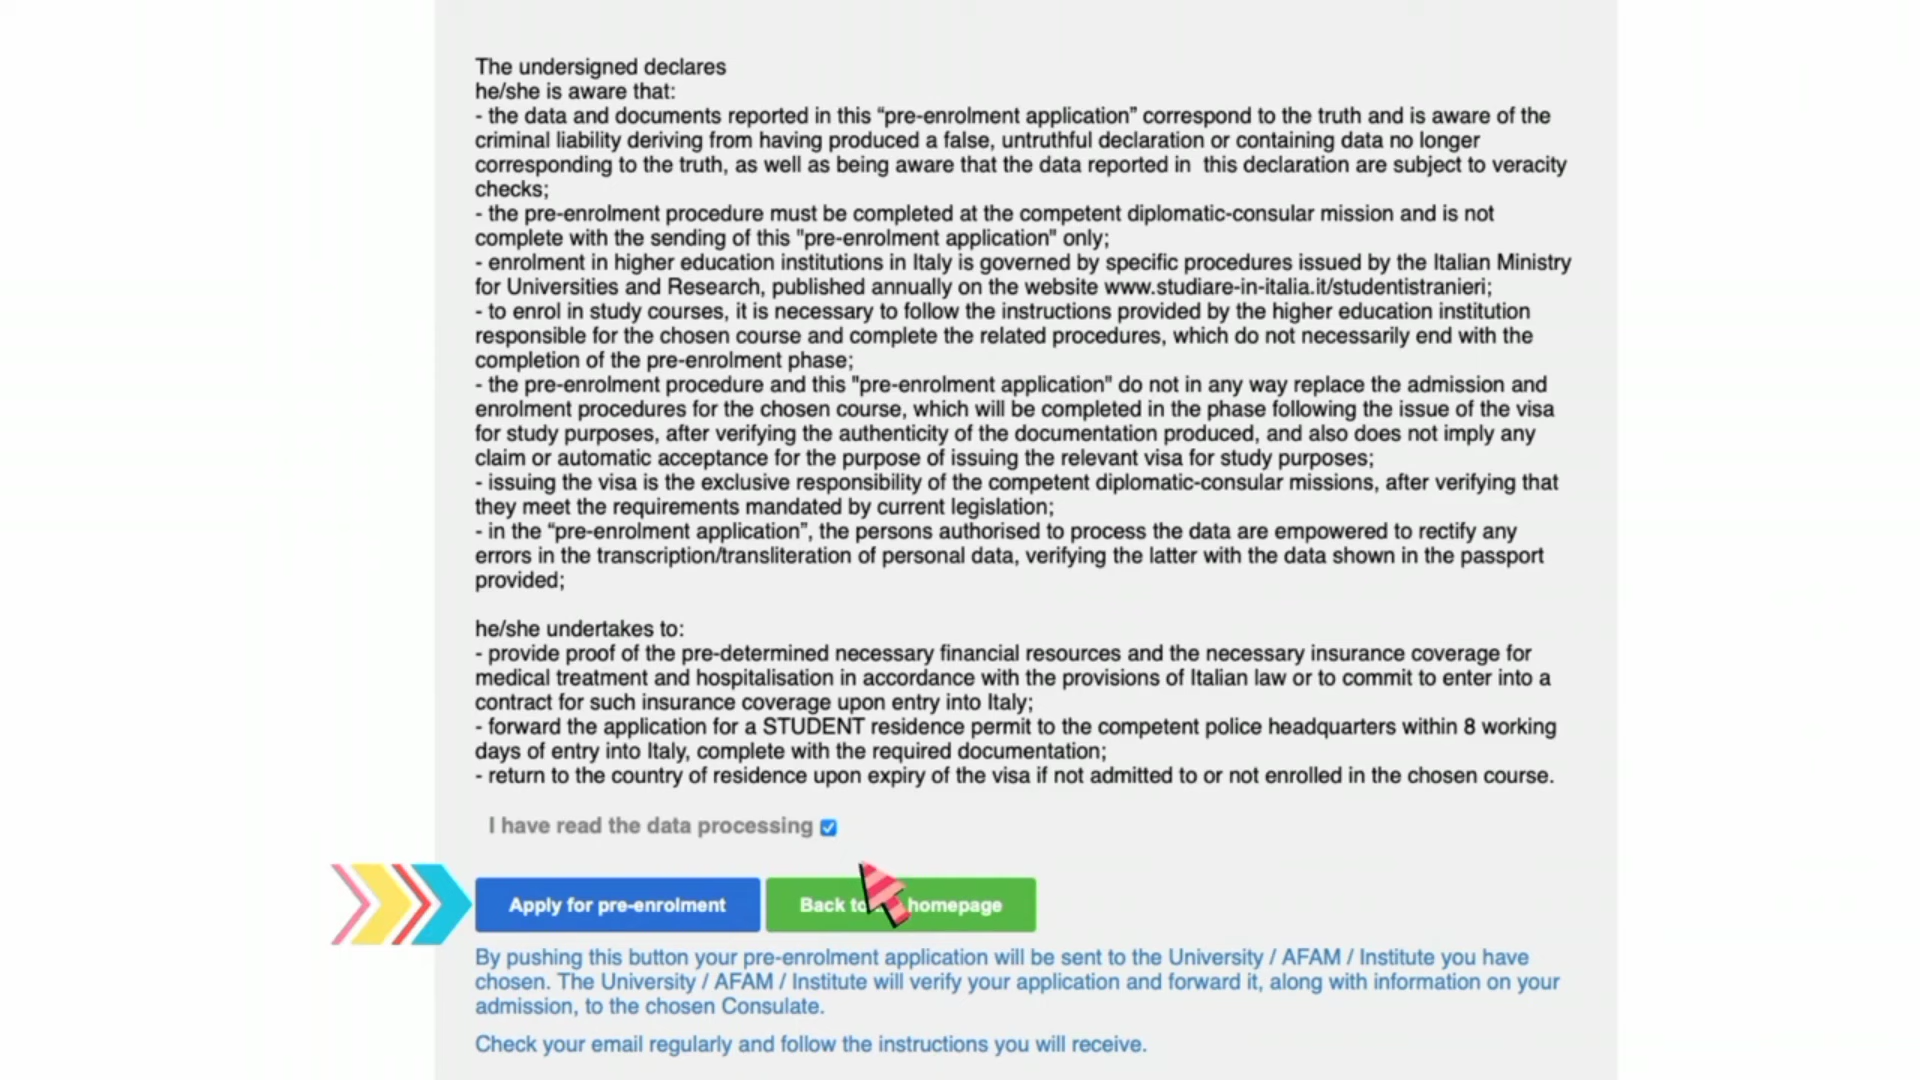 The undersigned declares
he/she is aware that:
- the data and documents reported in this “pre-enrolment application” correspond to the truth and is aware of the
criminal liability deriving from having produced a false, untruthful declaration or containing data no longer
corresponding to the truth, as well as being aware that the data reported in  this declaration are subject to veracity
checks;
- the pre-enrolment procedure must be completed at the competent diplomatic-consular mission and is not
complete with the sending of this "pre-enrolment application" only;
- enrolment in higher education institutions in Italy is governed by specific procedures issued by the Italian Ministry
for Universities and Research, published annually on the website www.studiare-in-italia.it/studentistranieri;
- to enrol in study courses, it is necessary to follow the instructions provided by the higher education institution
responsible for the chosen course and complete the related procedures, which do not necessarily end with the
completion of the pre-enrolment phase;
- the pre-enrolment procedure and this "pre-enrolment application" do not in any way replace the admission and
enrolment procedures for the chosen course, which will be completed in the phase following the issue of the visa
for study purposes, after verifying the authenticity of the documentation produced, and also does not imply any
claim or automatic acceptance for the purpose of issuing the relevant visa for study purposes;
- issuing the visa is the exclusive responsibility of the competent diplomatic-consular missions, after verifying that
they meet the requirements mandated by current legislation;
- in the “pre-enrolment application”, the persons authorised to process the data are empowered to rectify any
errors in the transcription/transliteration of personal data, verifying the latter with the data shown in the passport
provided;
he/she undertakes to:
- provide proof of the pre-determined necessary financial resources and the necessary insurance coverage for
medical treatment and hospitalisation in accordance with the provisions of Italian law or to commit to enter into a
contract for such insurance coverage upon entry into Italy;
- forward the application for a STUDENT residence permit to the competent police headquarters within 8 working
days of entry into Italy, complete with the required documentation;
- return to the country of residence upon expiry of the visa if not admitted to or not enrolled in the chosen course.
I have read the data processing
Apply for pre-enrolment
Back to homepage
By pushing this button your pre-enrolment application will be sent to the University / AFAM / Institute you have
chosen. The University / AFAM / Institute will verify your application and forward it, along with information on your
admission, to the chosen Consulate.
Check your email regularly and follow the instructions you will receive.